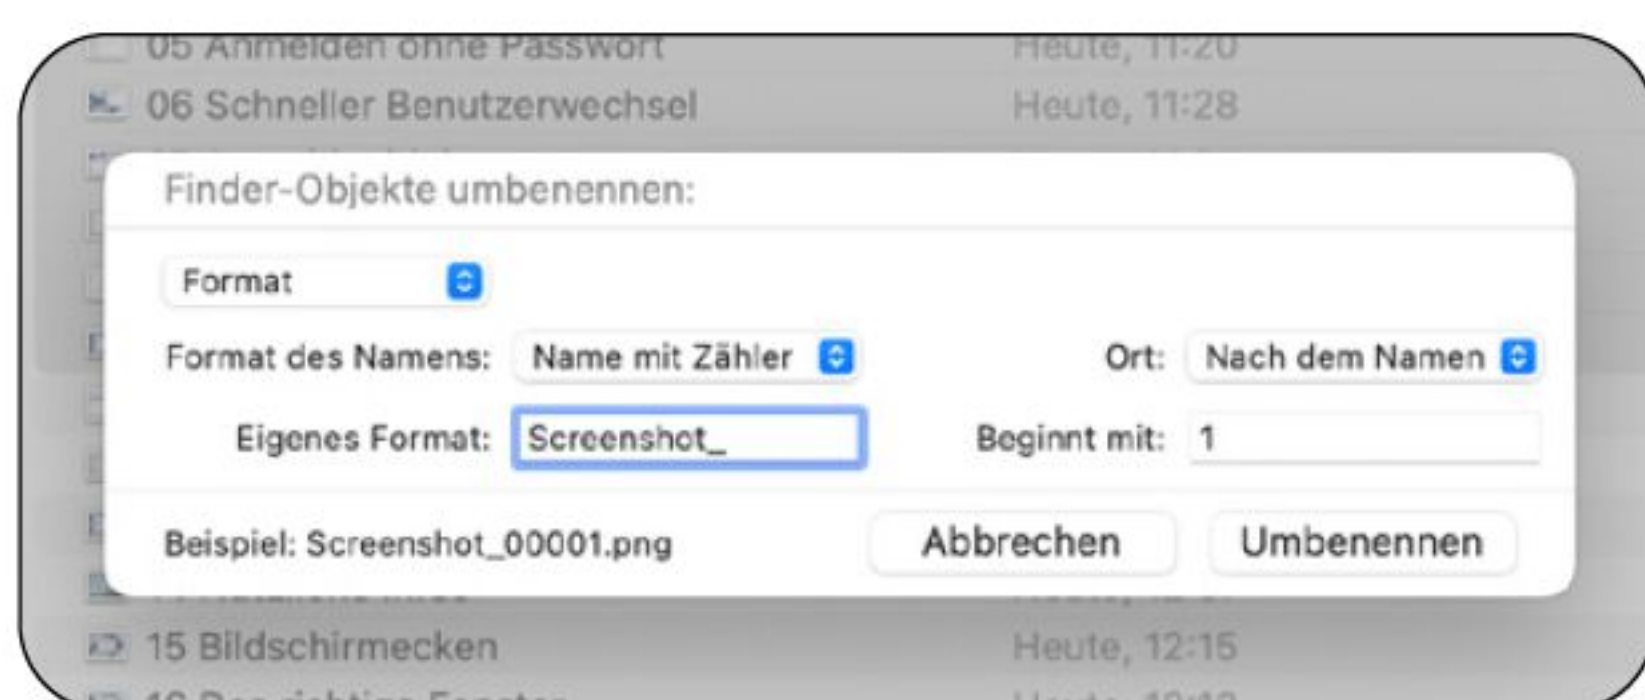 05 Anmelden ohne Passwort Heute, 11:20
06 Schneller Benutzerwechsel Heute, 11:28
Finder-Objekte umbenennen:
Format
Format des Namens: Name mit Zähler Ort: Nach dem Namen
Eigenes Format: Screenshot_ Beginnt mit: 1
Beispiel: Screenshot_00001.png Abbrechen Umbenennen
15 Bildschirmecken Heute, 12:15